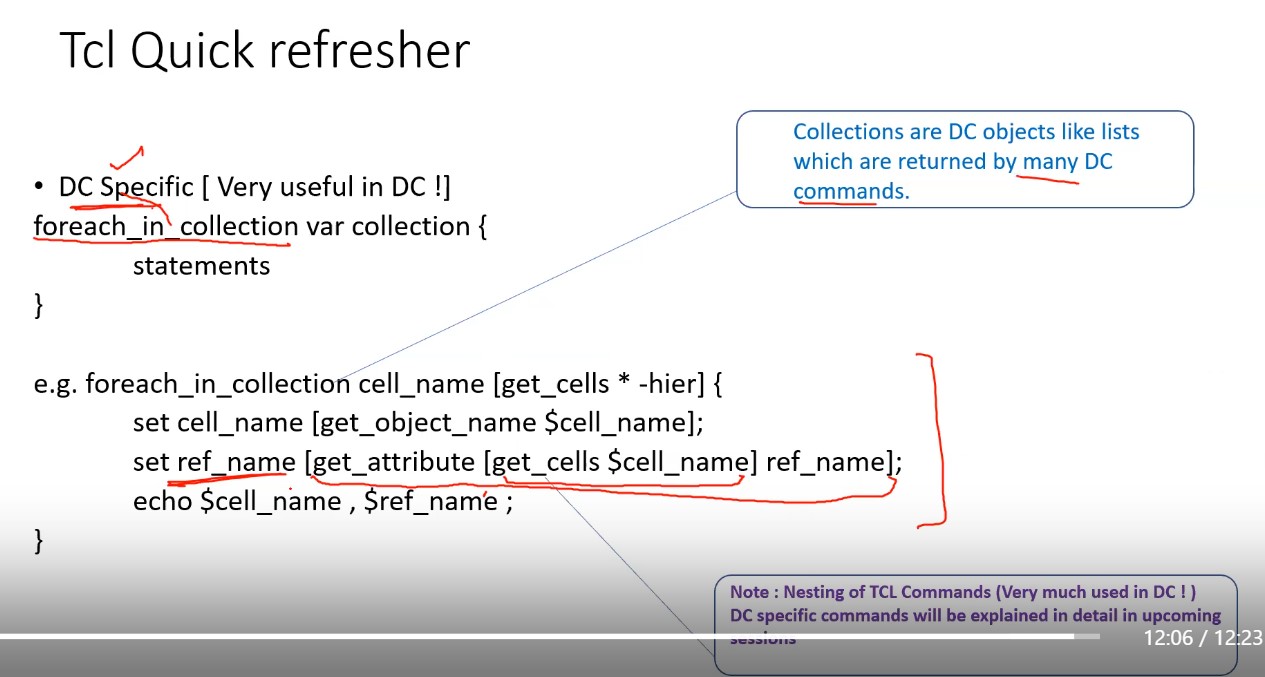 Tcl Quick refresher
Collections are DC objects like lists
which are returned by many DC
commands.
• DC Specific [ Very useful in DC !]
foreach_in_collection var collection {
statements
}
e.g. foreach_in_collection cell_name [get_cells * -hier] {
set cell_name [get_object_name $cell_name];
set ref_name [get_attribute [get_cells $cell_name] ref_name];
echo $cell_name , $ref_name ;
}
Note : Nesting of TCL Commands (Very much used in DC ! )
DC specific commands will be explained in detail in upcoming
sessions
12:06 / 12:23